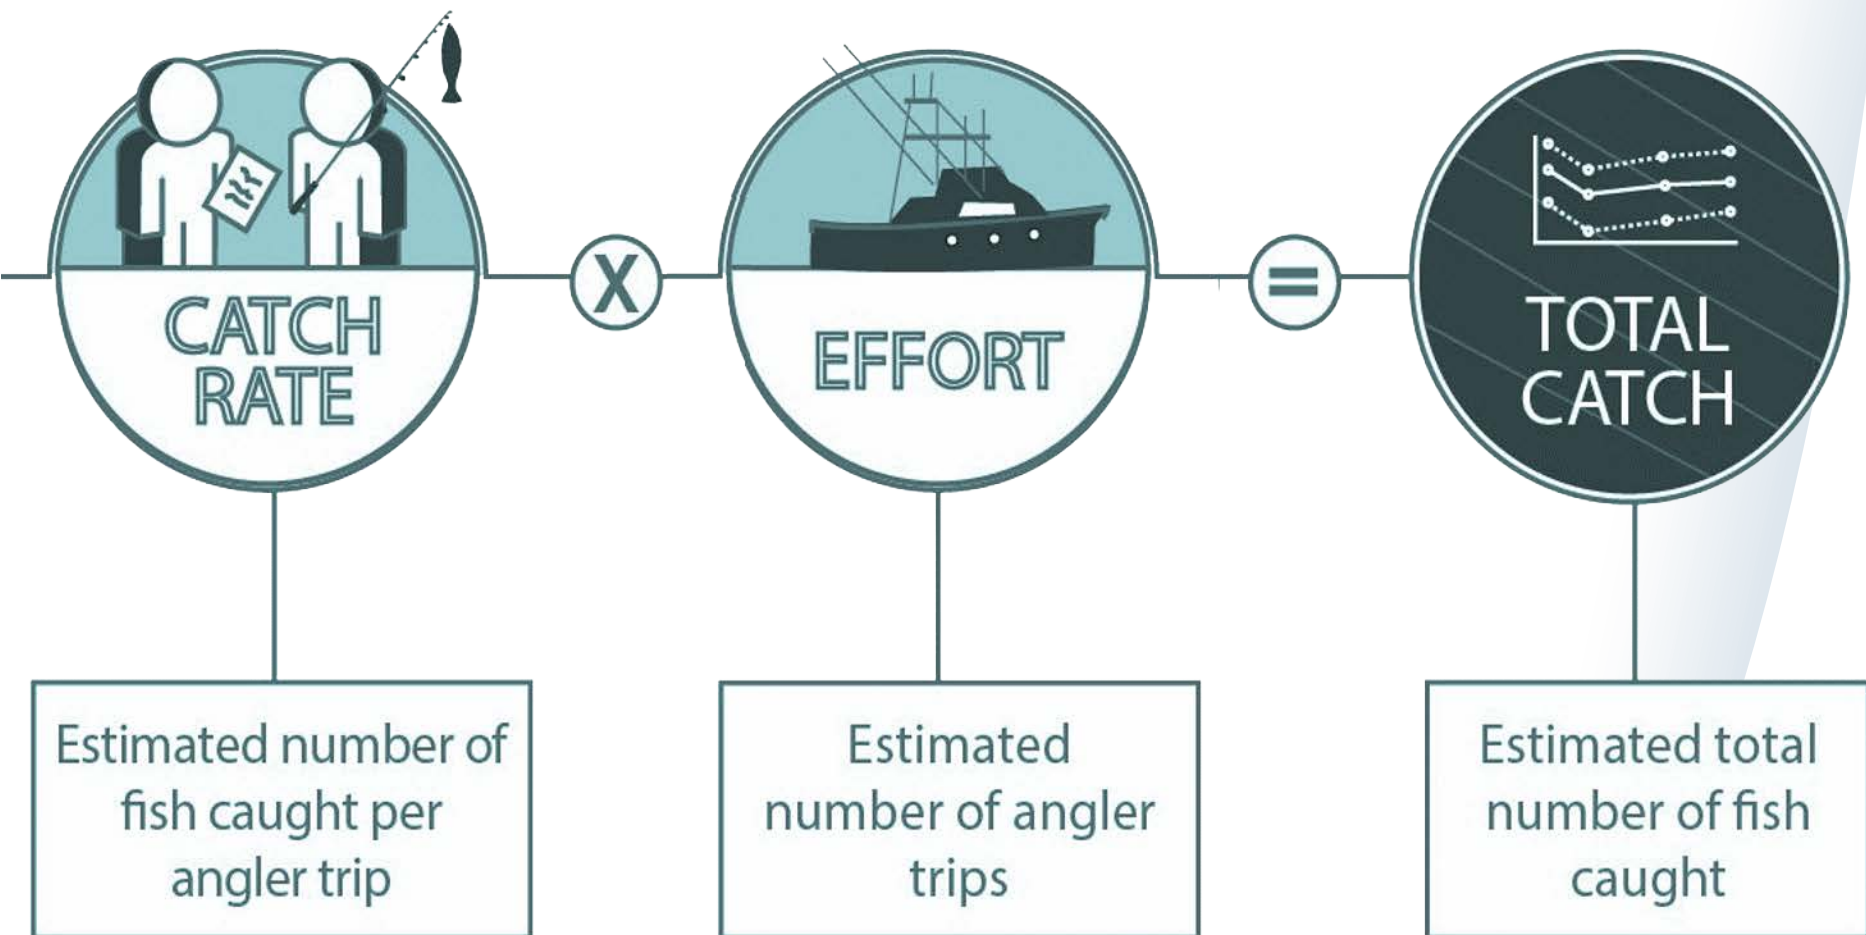 CATCH
RATE
X
EFFORT
=
TOTAL
CATCH
Estimated number of
fish caught per
angler trip
Estimated
number of angler
trips
Estimated total
number of fish
caught